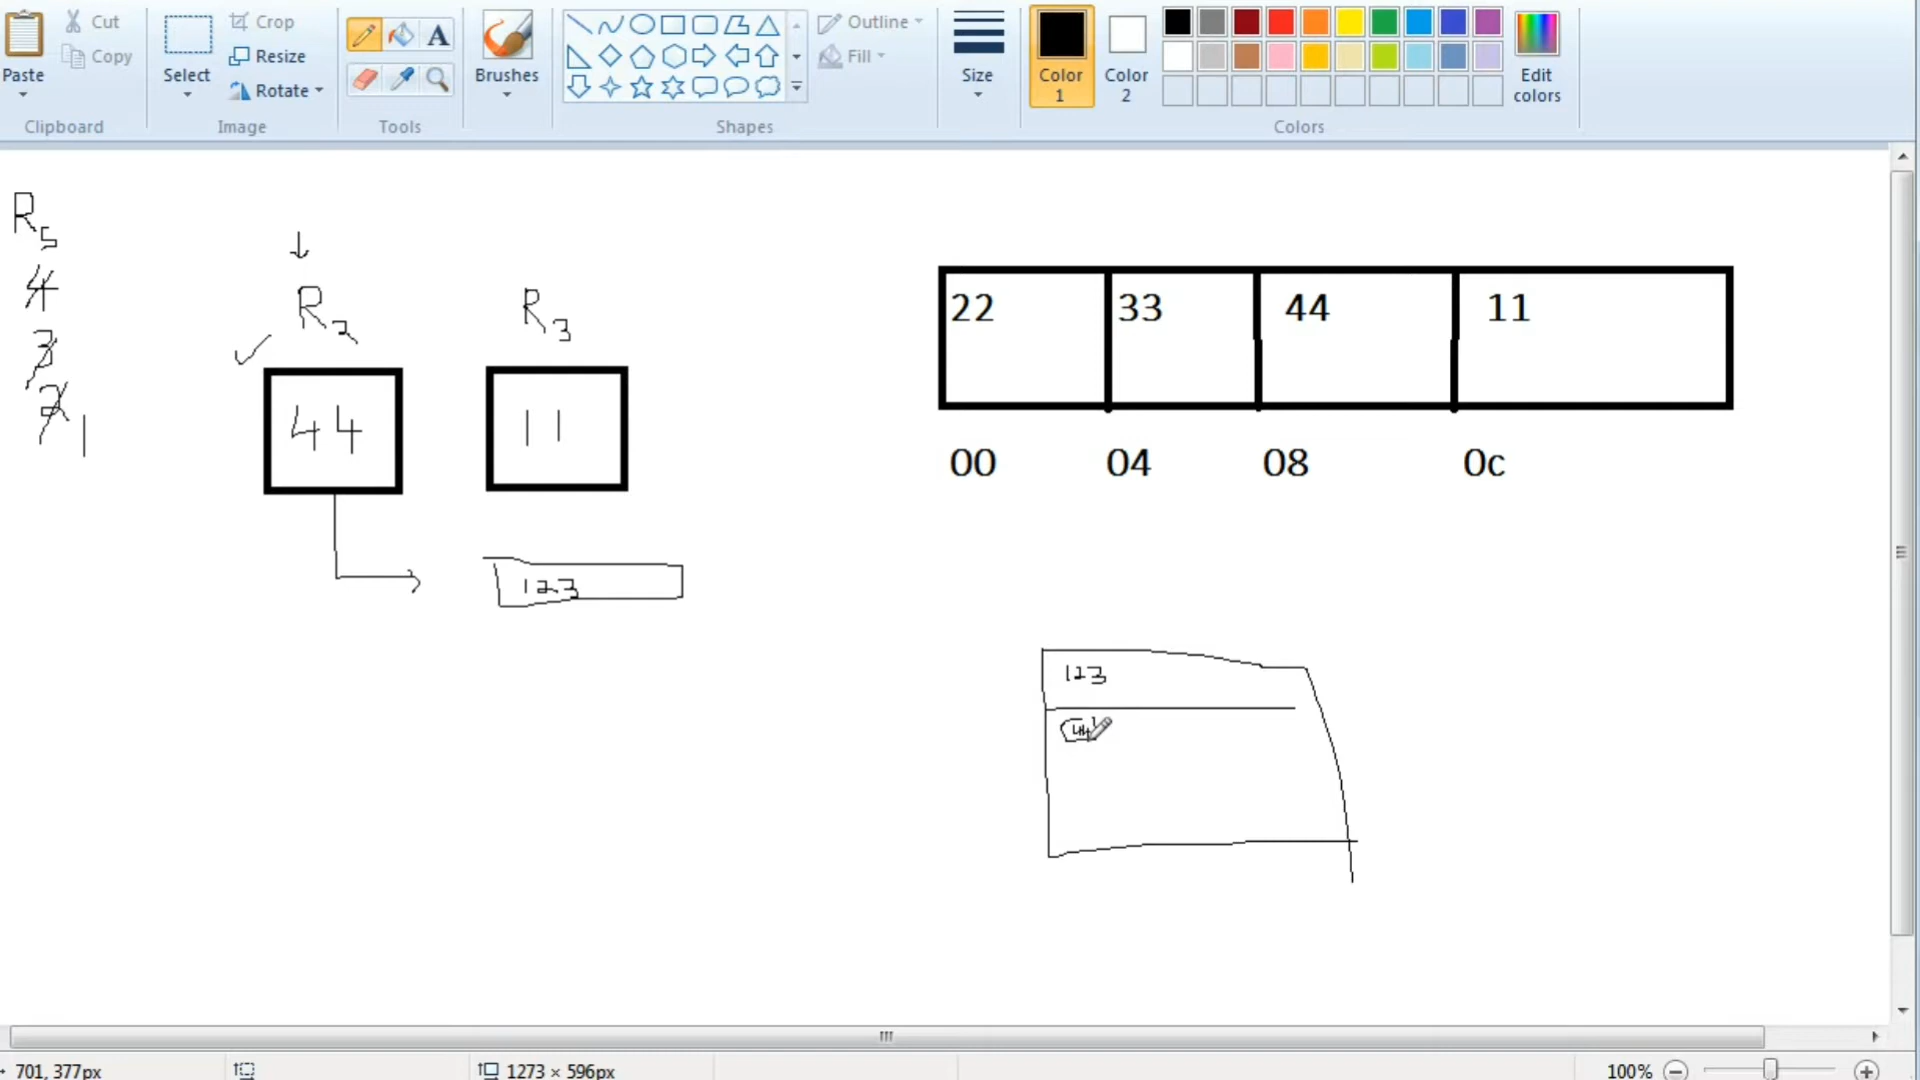 Paste
Cut
Copy
Clipboard
Select
Crop
Resize
Rotate
Image
A
Tools
Brushes
Outline
Fill
Shapes
Size
Color 1
Color 2
Edit colors
Colors
R5
4
3
2
1
R2
44
R3
11
123
22 33 44 11
00 04 08 0c
123
44
701, 377px
1273 × 596px
100%